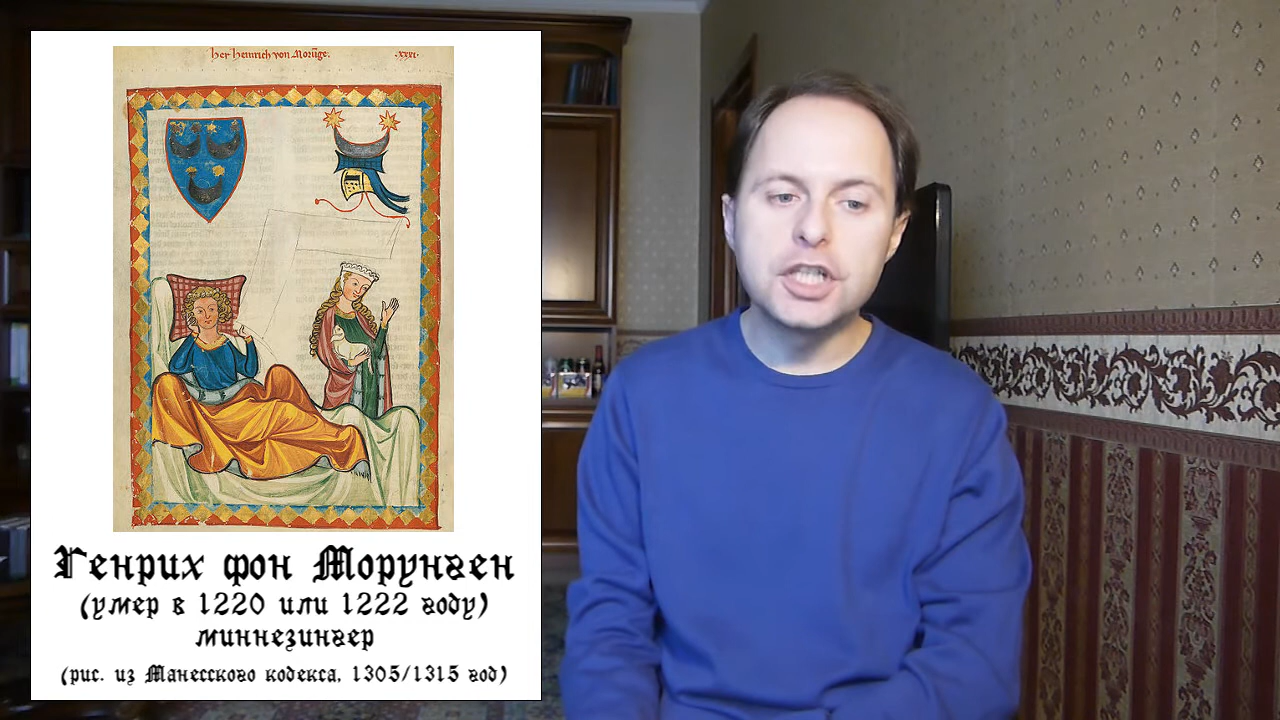 her Heinrich von Morunge.
.xxxi.
Генрих фон Морунген
(умер в 1220 или 1222 году)
миннезингер
(рис. из Манесского кодекса, 1305/1315 год)